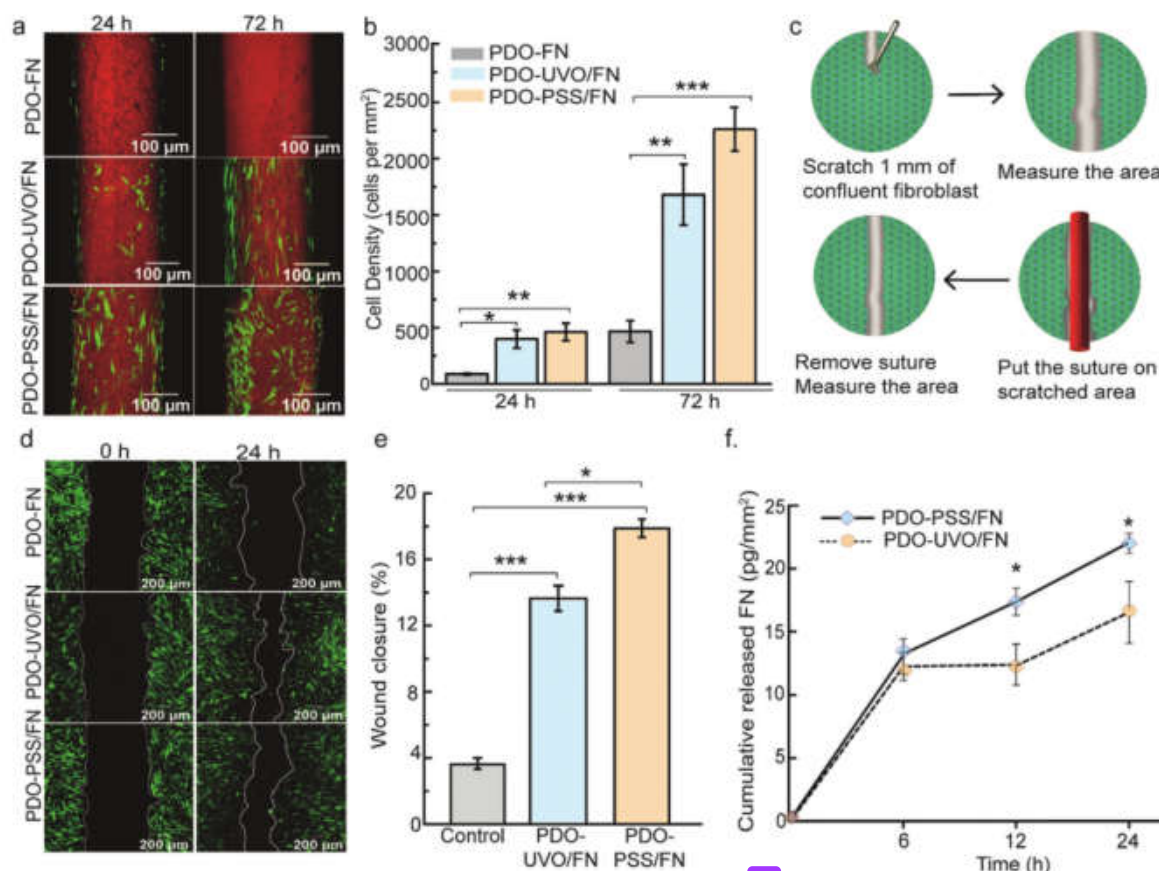 a
24 h
72 h
PDO-FN
100 µm
100 µm
PDO-UVO/FN
100 µm
100 µm
PDO-PSS/FN
100 µm
100 µm
b
Cell Density (cells per mm²)
3000
2500
2000
1500
1000
500
0
PDO-FN
PDO-UVO/FN
PDO-PSS/FN
*
**
**
***
24 h
72 h
c
Scratch 1 mm of
confluent fibroblast
Measure the area
Remove suture
Measure the area
Put the suture on
scratched area
d
0 h
24 h
PDO-FN
200 µm
200 µm
PDO-UVO/FN
200 µm
200 µm
PDO-PSS/FN
200 µm
200 µm
e
Wound closure (%)
20
16
12
8
4
0
***
***
*
Control
PDO-
UVO/FN
PDO-
PSS/FN
f.
Cumulative released FN (pg/mm²)
25
20
15
10
5
0
PDO-PSS/FN
PDO-UVO/FN
*
*
6
12
24
Time (h)